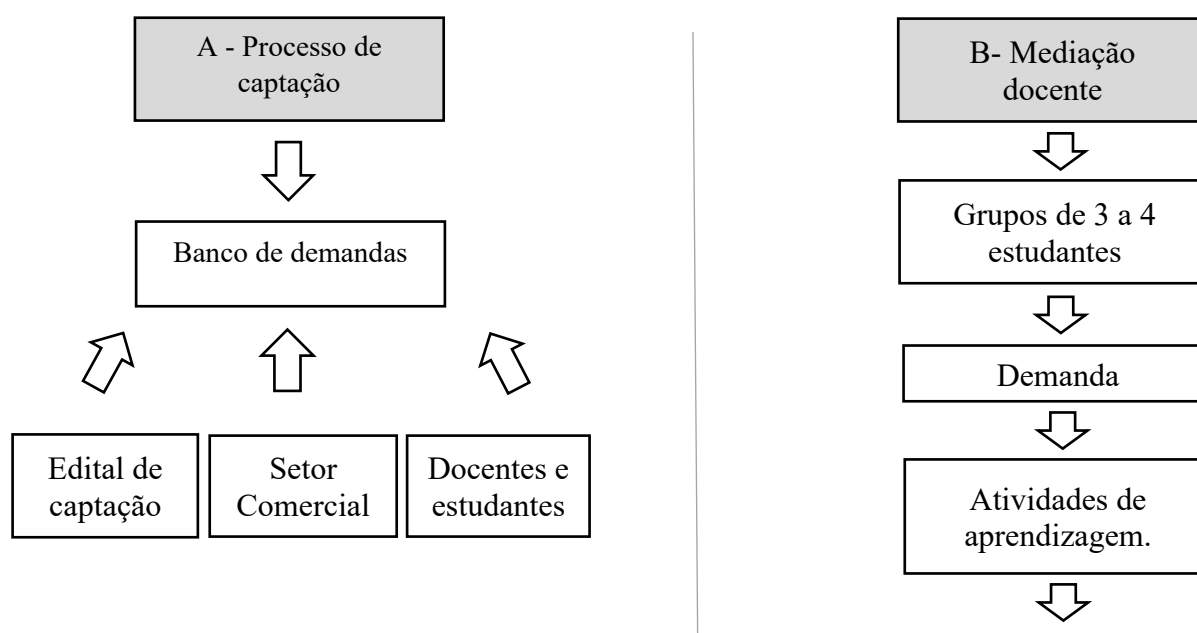 A - Processo de
captação
Banco de demandas
Edital de
captação
Setor
Comercial
Docentes e
estudantes
B- Mediação
docente
Grupos de 3 a 4
estudantes
Demanda
Atividades de
aprendizagem.